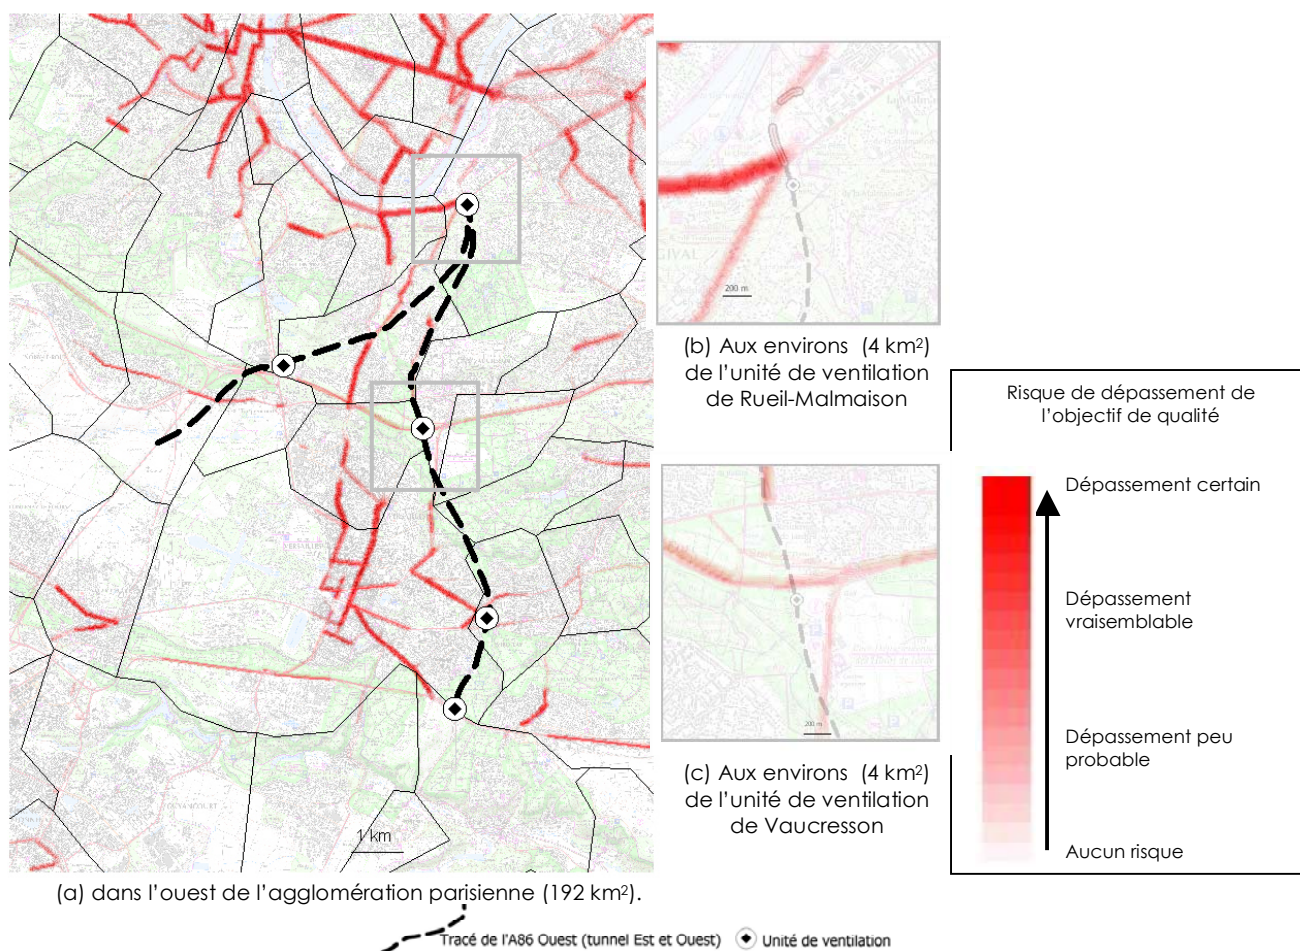 1 km
(a) dans l'ouest de l'agglomération parisienne (192 km²).
200 m
(b) Aux environs (4 km²)
de l'unité de ventilation
de Rueil-Malmaison
200 m
(c) Aux environs (4 km²)
de l'unité de ventilation
de Vaucresson
Risque de dépassement de
l'objectif de qualité
Dépassement certain
Dépassement
vraisemblable
Dépassement peu
probable
Aucun risque
Tracé de l'A86 Ouest (tunnel Est et Ouest)
Unité de ventilation